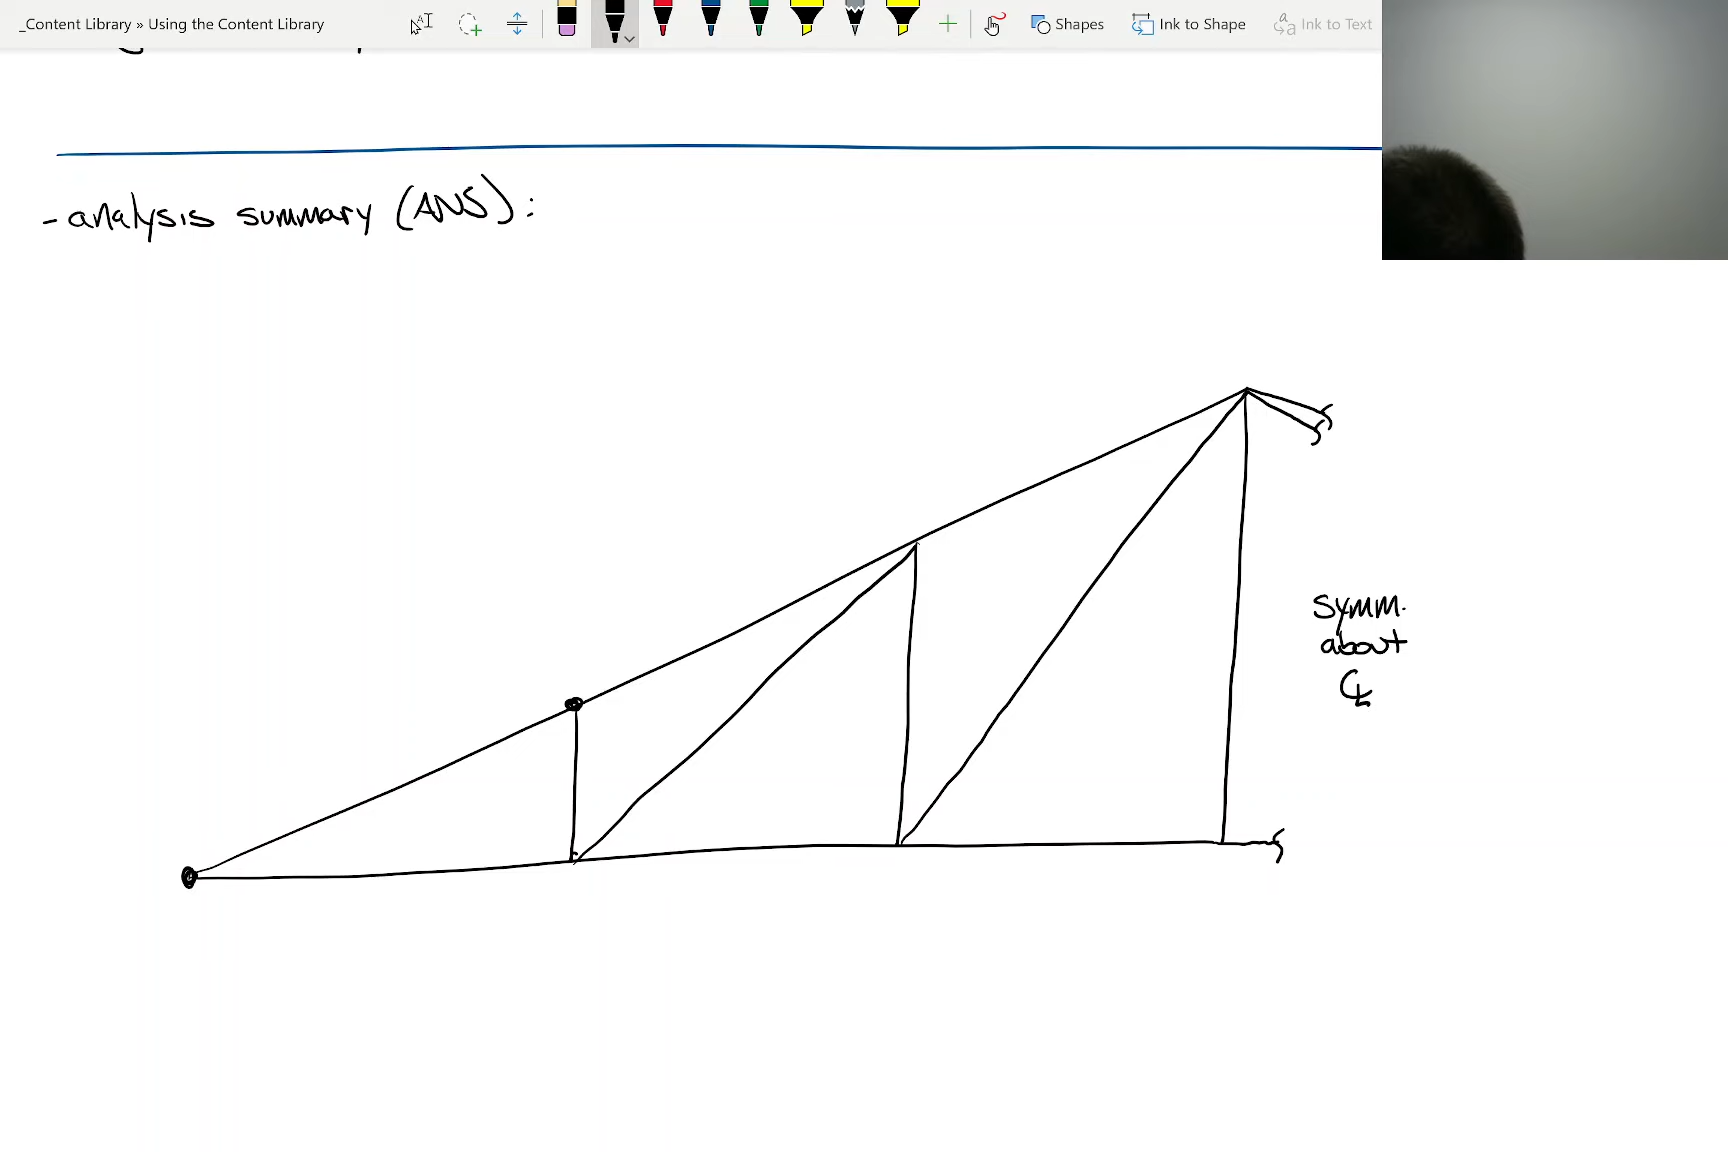 _Content Library » Using the Content Library
Shapes
Ink to Shape
Ink to Text
- analysis summary (ANS):
symm.
about
℄